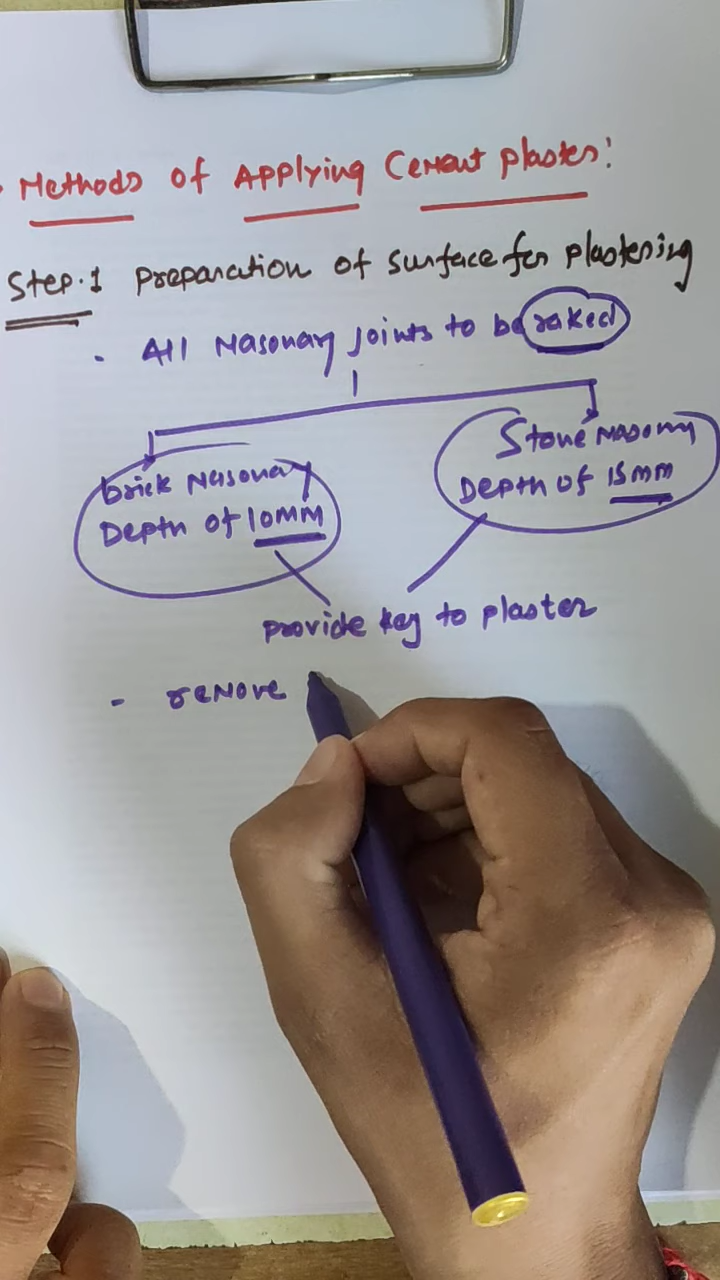 Methods of Applying Cement plaster:
Step.1 preparation of surface for plastering
- All Masonary joints to be raked
brick Masonary
Depth of 10MM
Stone Masonry
Depth of 15mm
provide key to plaster
- remove